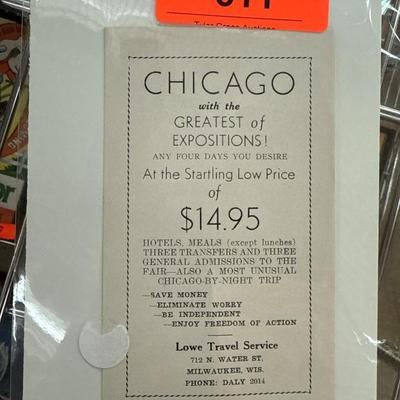 Tyler Green Auctions
CHICAGO
with the
GREATEST of
EXPOSITIONS!
ANY FOUR DAYS YOU DESIRE
At the Startling Low Price
of
$14.95
HOTELS, MEALS (except lunches)
THREE TRANSFERS AND THREE
GENERAL ADMISSIONS TO THE
FAIR—ALSO A MOST UNUSUAL
CHICAGO-BY-NIGHT TRIP
—SAVE MONEY
—ELIMINATE WORRY
—BE INDEPENDENT
—ENJOY FREEDOM OF ACTION
Lowe Travel Service
712 N. WATER ST.
MILWAUKEE, WIS.
PHONE: DALY 2014